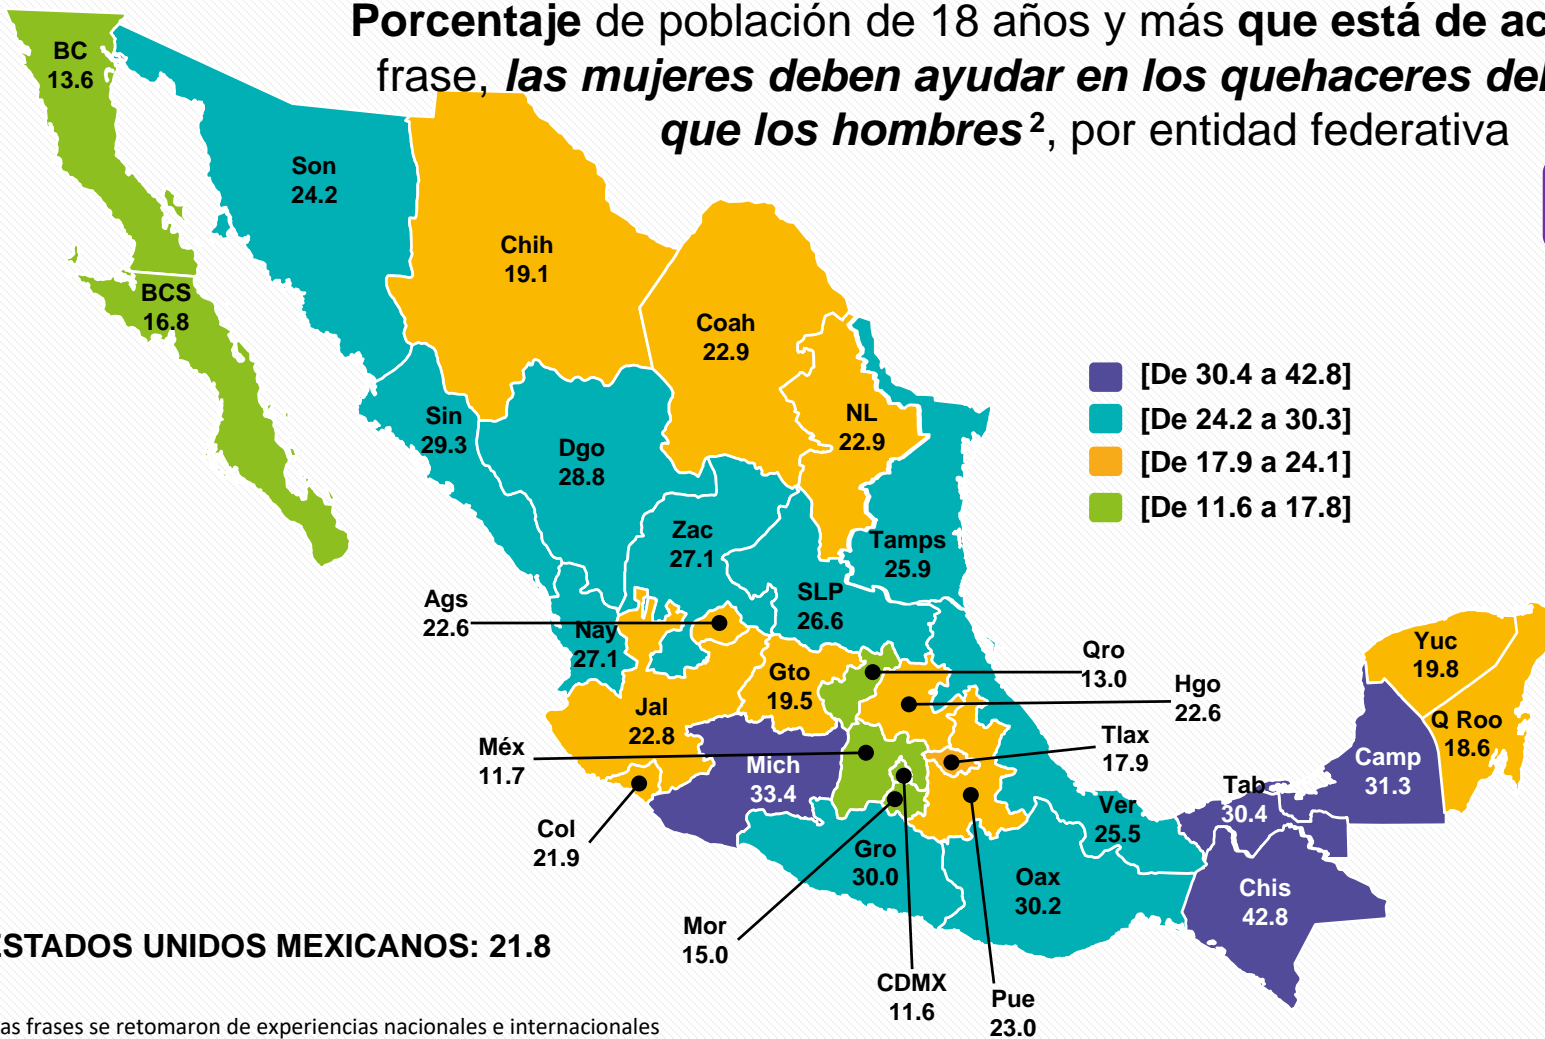 Porcentaje de población de 18 años y más que está de
frase, las mujeres deben ayudar en los quehaceres
que los hombres², por entidad federativa
BC
13.6
Son
24.2
Chih
19.1
BCS
16.8
Coah
22.9
[De 30.4 a 42.8]
[De 24.2 a 30.3]
[De 17.9 a 24.1]
[De 11.6 a 17.8]
Sin
29.3
NL
22.9
Dgo
28.8
Zac
27.1
Tamps
25.9
SLP
26.6
Ags
22.6
Nay
27.1
Qro
13.0
Yuc
19.8
Gto
19.5
Hgo
22.6
Jal
22.8
Q Roo
18.6
Méx
11.7
Tlax
17.9
Mich
33.4
Camp
31.3
Tab
30.4
Ver
25.5
Col
21.9
Gro
30.0
Oax
30.2
Chis
42.8
Mor
15.0
ESTADOS UNIDOS MEXICANOS: 21.8
CDMX
11.6
Pue
23.0
as frases se retomaron de experiencias nacionales e internacionales